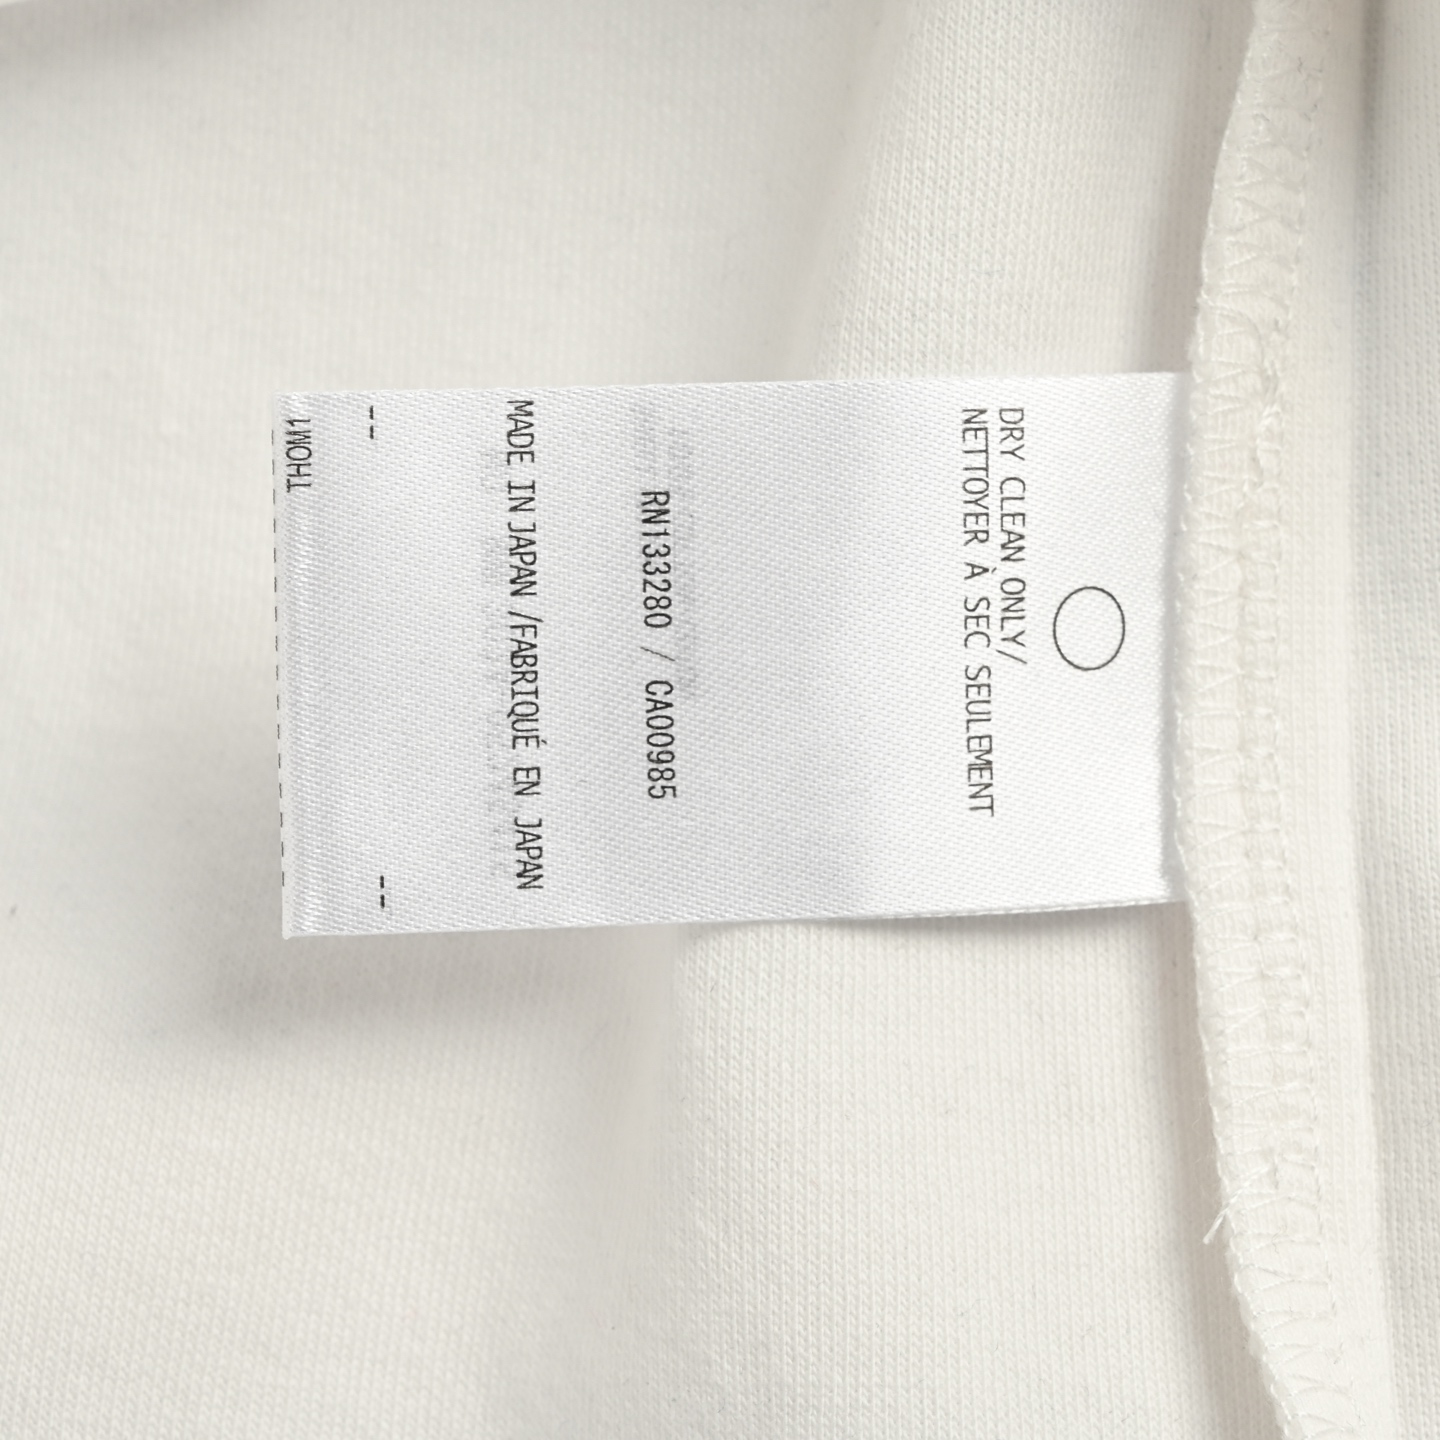 DRY CLEAN ONLY/
NETTOYER À SEC SEULEMENT
RN133280 / CA00985
MADE IN JAPAN /FABRIQUÉ EN JAPAN
-- --
THOM1